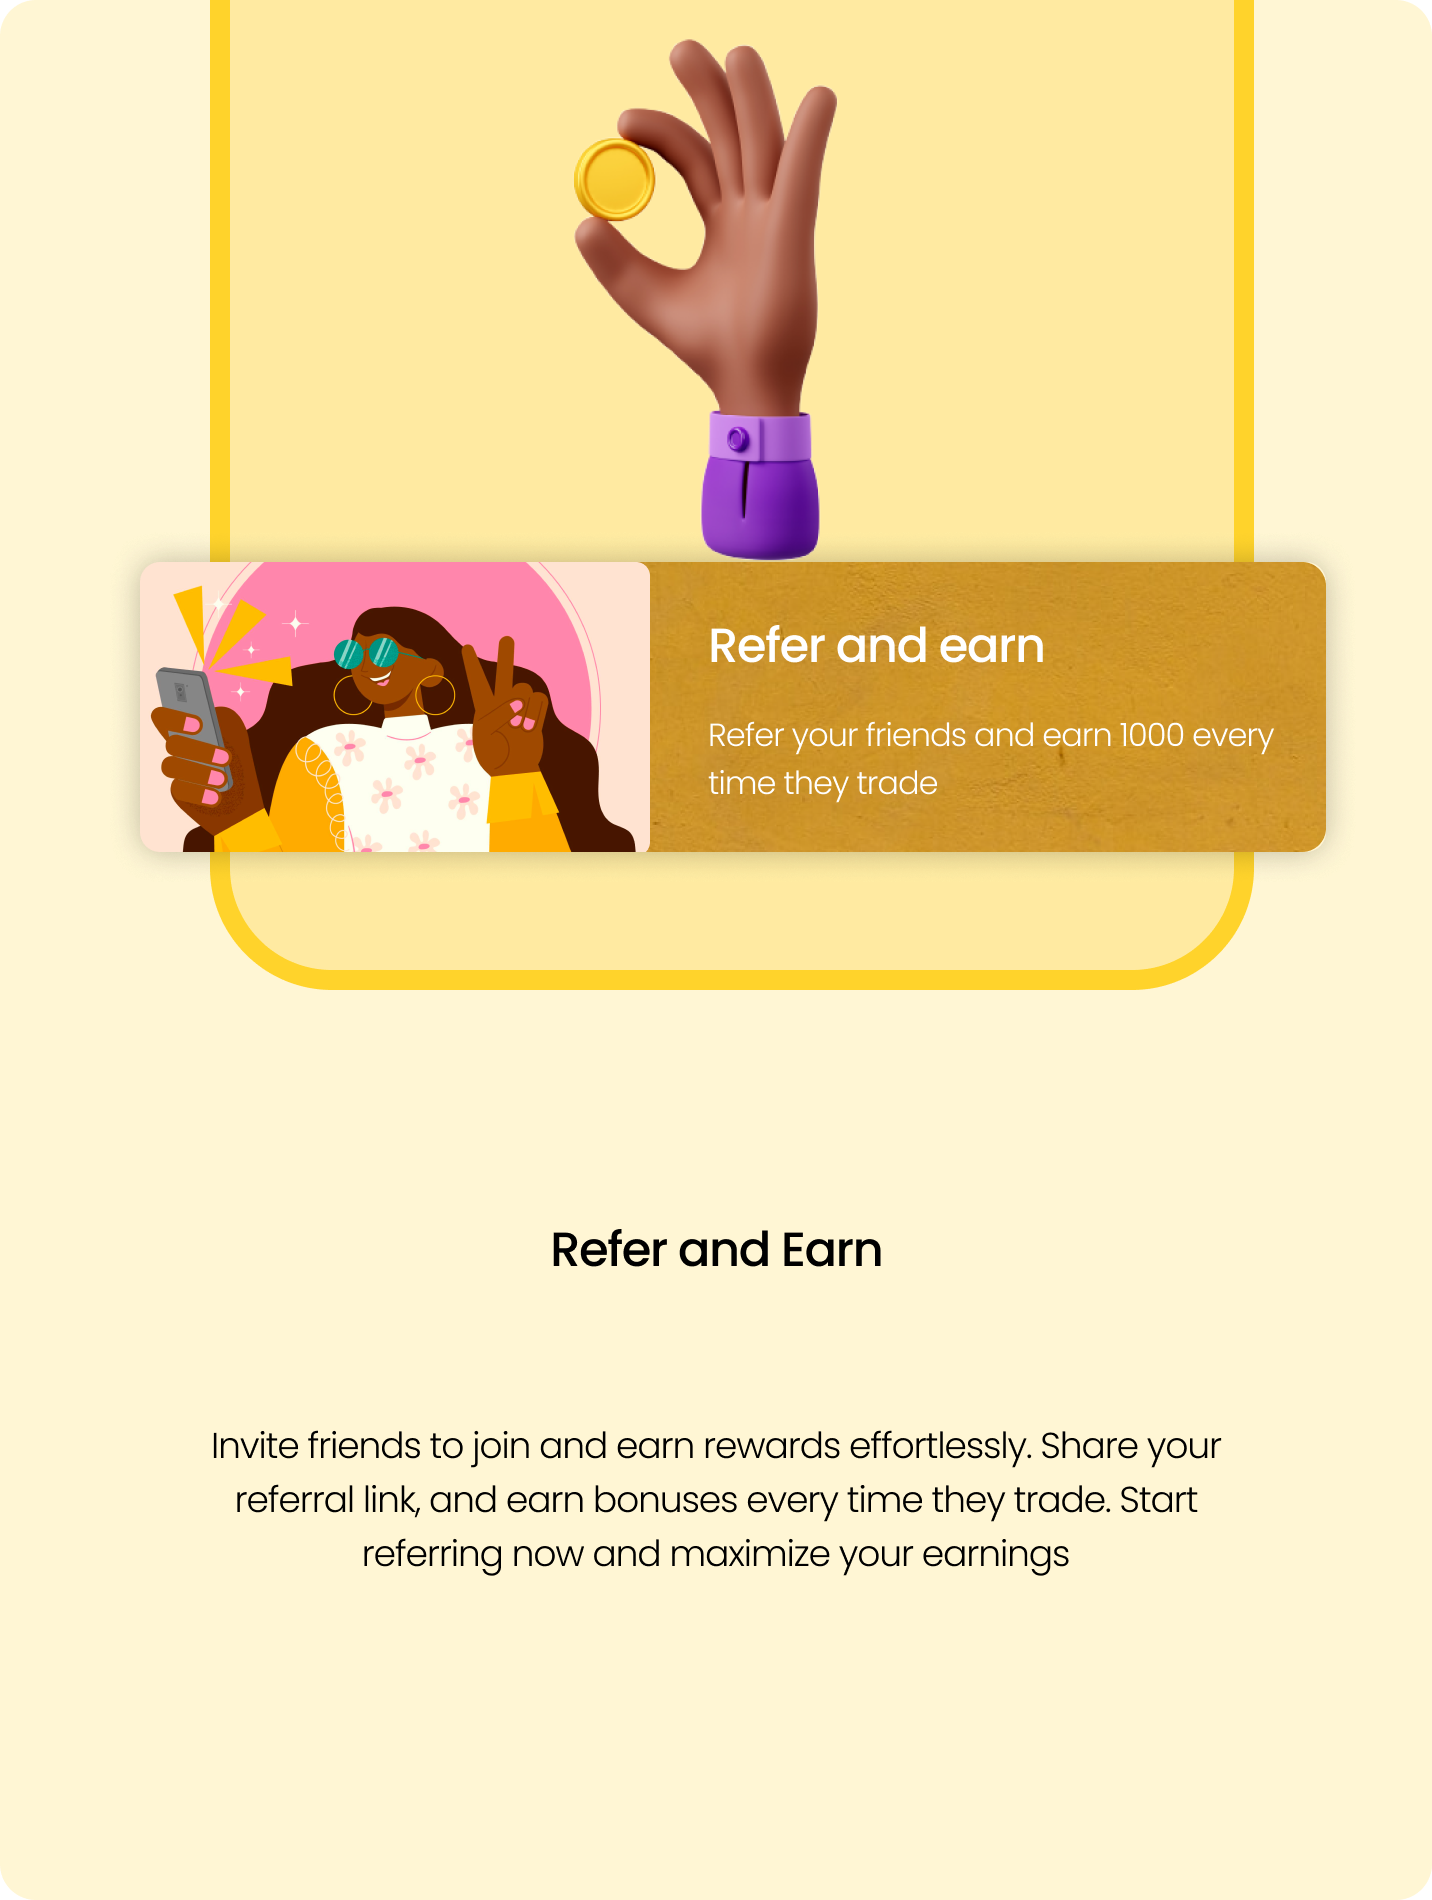 Refer and earn
Refer your friends and earn 1000 every
time they trade
Refer and Earn
Invite friends to join and earn rewards effortlessly. Share your
referral link, and earn bonuses every time they trade. Start
referring now and maximize your earnings